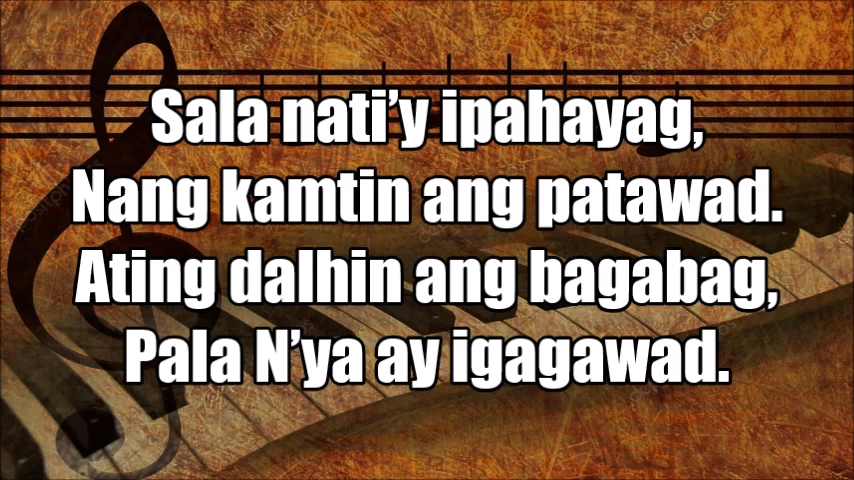 Sala nati’y ipahayag,
Nang kamtin ang patawad.
Ating dalhin ang bagabag,
Pala N’ya ay igagawad.